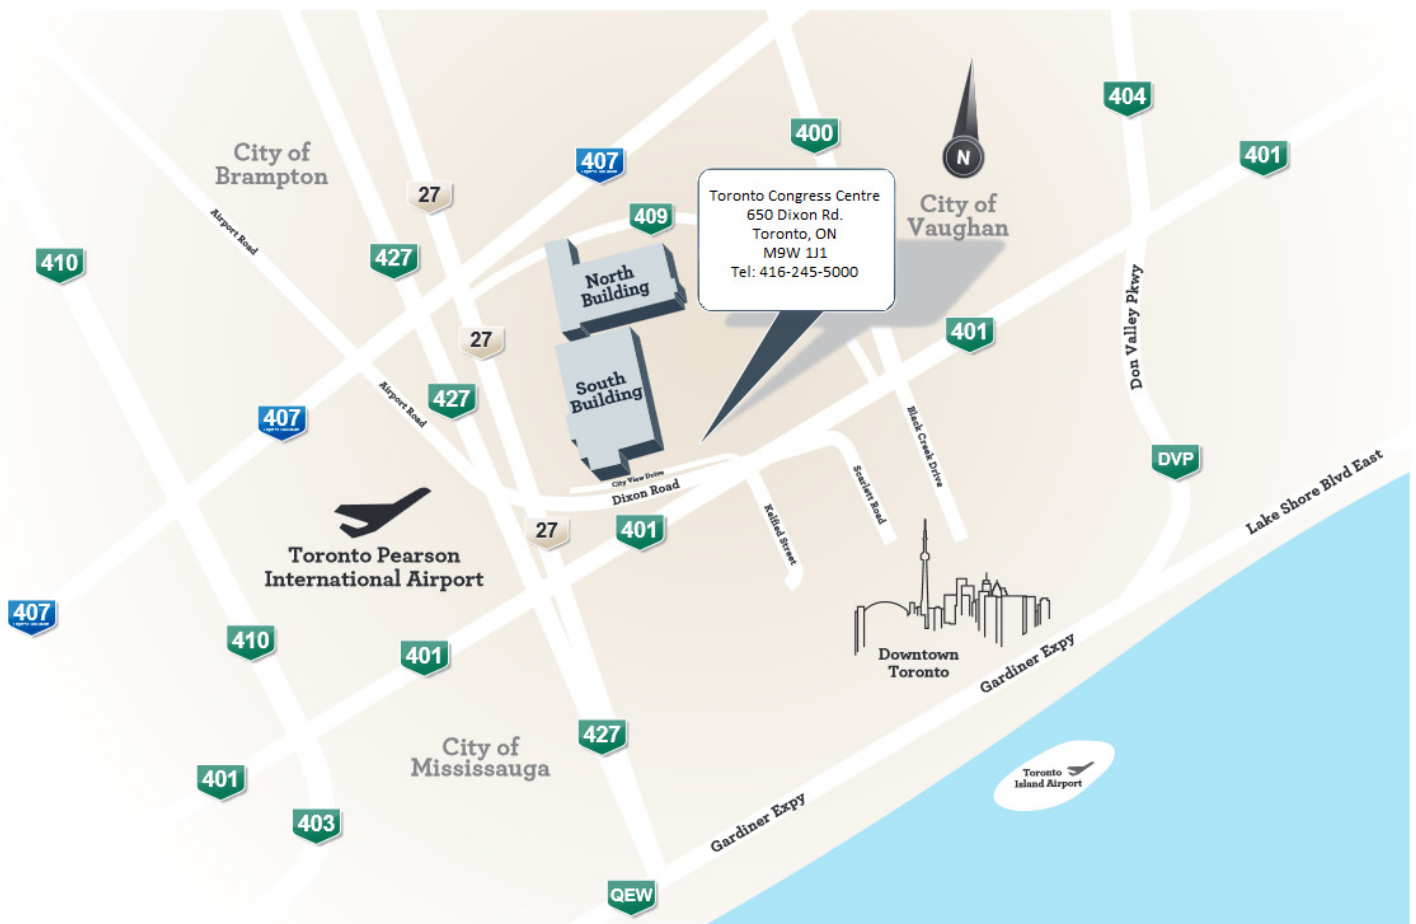 404
400
401
City of
Brampton
407
27
Toronto Congress Centre
650 Dixon Rd.
Toronto, ON
M9W 1J1
Tel: 416-245-5000
N
City of
Vaughan
409
Airport Road
410
427
North
Building
Don Valley Pkwy
27
401
South
Building
427
Airport Road
407
Black Creek Drive
DVP
City View Drive
Dixon Road
Scarlett Road
Lake Shore Blvd East
Kelfied Street
27
401
Toronto Pearson
International Airport
407
410
401
Downtown
Toronto
Gardiner Expy
427
City of
Mississauga
401
Toronto
Island Airport
403
Gardiner Expy
QEW